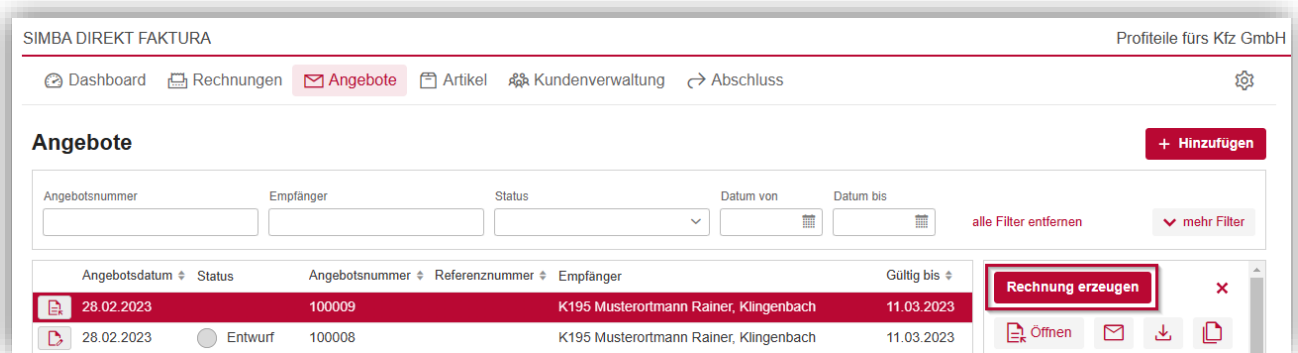 SIMBA DIREKT FAKTURA Profiteile fürs Kfz GmbH
Dashboard Rechnungen Angebote Artikel Kundenverwaltung Abschluss
Angebote
+ Hinzufügen
Angebotsnummer Empfänger Status Datum von Datum bis
alle Filter entfernen mehr Filter
Angebotsdatum Status Angebotsnummer Referenznummer Empfänger Gültig bis
Rechnung erzeugen
28.02.2023 100009 K195 Musterortmann Rainer, Klingenbach 11.03.2023
28.02.2023 Entwurf 100008 K195 Musterortmann Rainer, Klingenbach 11.03.2023
Öffnen